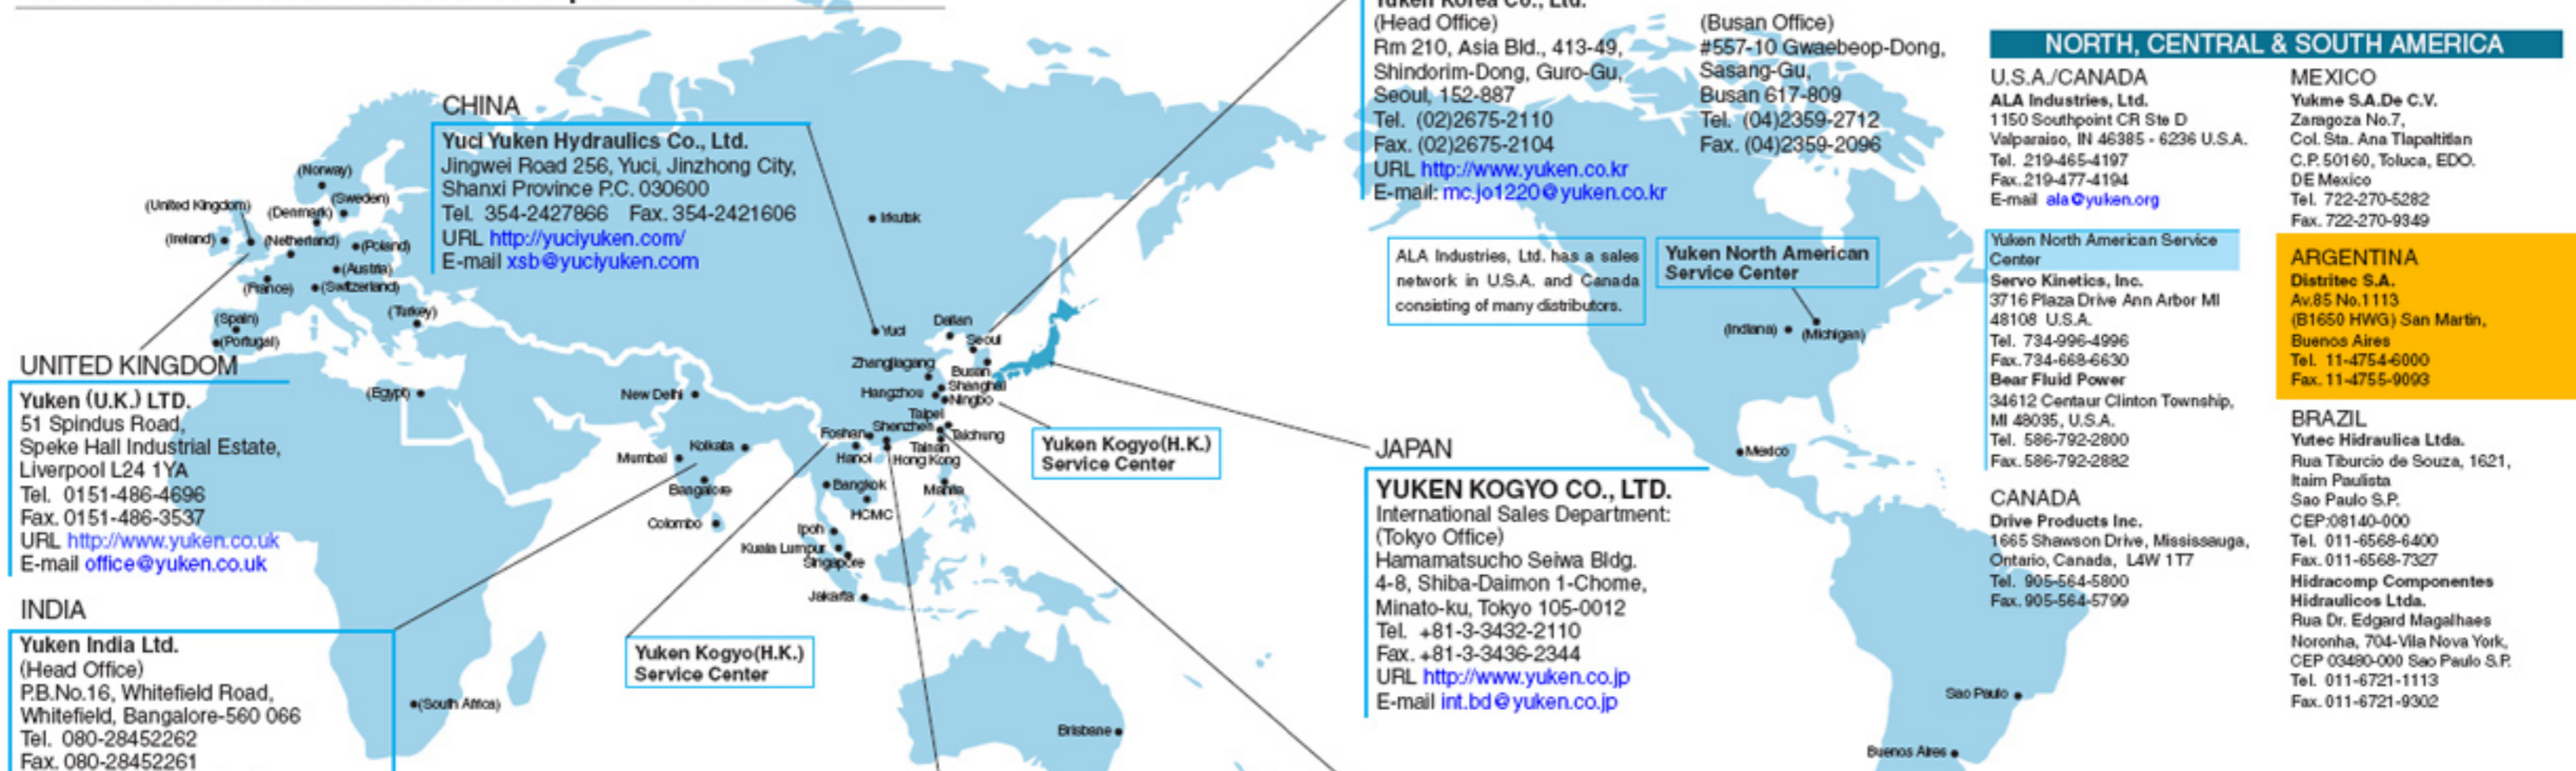 CHINA
Yuci Yuken Hydraulics Co., Ltd.
Jingwei Road 256, Yuci, Jinzhong City,
Shanxi Province P.C. 030600
Tel. 354-2427866 Fax. 354-2421606
URL http://yuciyuken.com/
E-mail xsb@yuciyuken.com
(Norway)
(Sweden)
(United Kingdom)
(Denmark)
(Ireland)
(Netherland)
(Poland)
(Austria)
(France)
(Switzerland)
(Turkey)
(Spain)
(Portugal)
(Egypt)
(South Africa)
UNITED KINGDOM
Yuken (U.K.) LTD.
51 Spindus Road,
Speke Hall Industrial Estate,
Liverpool L24 1YA
Tel. 0151-486-4696
Fax. 0151-486-3537
URL http://www.yuken.co.uk
E-mail office@yuken.co.uk
INDIA
Yuken India Ltd.
(Head Office)
P.B.No.16, Whitefield Road,
Whitefield, Bangalore-560 066
Tel. 080-28452262
Fax. 080-28452261
Irkutsk
Yuci
Dalian
Seoul
Zhangjiagang
Busan
Shanghai
Hangzhou
Ningbo
New Delhi
Taipei
Shenzhen
Foshan
Taichung
Kolkata
Tainan
Mumbai
Hanoi
Hong Kong
Bangalore
Bangkok
Manila
Colombo
HCMC
Ipoh
Kuala Lumpur
Singapore
Jakarta
Brisbane
Yuken Kogyo(H.K.)
Service Center
Yuken Kogyo(H.K.)
Service Center
Yuken Korea Co., Ltd.
(Head Office)
Rm 210, Asia Bld., 413-49,
Shindorim-Dong, Guro-Gu,
Seoul, 152-887
Tel. (02)2675-2110
Fax. (02)2675-2104
URL http://www.yuken.co.kr
E-mail: mc.jo1220@yuken.co.kr
(Busan Office)
#557-10 Gwaebeop-Dong,
Sasang-Gu,
Busan 617-809
Tel. (04)2359-2712
Fax. (04)2359-2096
ALA Industries, Ltd. has a sales
network in U.S.A. and Canada
consisting of many distributors.
Yuken North American
Service Center
(Indiana)
(Michigan)
Mexico
Sao Paulo
Buenos Aires
JAPAN
YUKEN KOGYO CO., LTD.
International Sales Department:
(Tokyo Office)
Hamamatsucho Seiwa Bldg.
4-8, Shiba-Daimon 1-Chome,
Minato-ku, Tokyo 105-0012
Tel. +81-3-3432-2110
Fax. +81-3-3436-2344
URL http://www.yuken.co.jp
E-mail int.bd@yuken.co.jp
NORTH, CENTRAL & SOUTH AMERICA
U.S.A./CANADA
ALA Industries, Ltd.
1150 Southpoint CR Ste D
Valparaiso, IN 46385 - 6236 U.S.A.
Tel. 219-465-4197
Fax.219-477-4194
E-mail ala@yuken.org
Yuken North American Service
Center
Servo Kinetics, Inc.
3716 Plaza Drive Ann Arbor MI
48108 U.S.A.
Tel. 734-996-4996
Fax.734-668-6630
Bear Fluid Power
34612 Centaur Clinton Township,
MI 48035, U.S.A.
Tel. 586-792-2800
Fax.586-792-2882
CANADA
Drive Products Inc.
1665 Shawson Drive, Mississauga,
Ontario, Canada, L4W 1T7
Tel. 905-564-5800
Fax.905-564-5799
MEXICO
Yukme S.A.De C.V.
Zaragoza No.7,
Col. Sta. Ana Tlapaltitlan
C.P. 50160, Toluca, EDO.
DE Mexico
Tel. 722-270-5282
Fax. 722-270-9349
ARGENTINA
Distritec S.A.
Av.85 No.1113
(B1650 HWG) San Martin,
Buenos Aires
Tel. 11-4754-6000
Fax. 11-4755-9093
BRAZIL
Yutec Hidraulica Ltda.
Rua Tiburcio de Souza, 1621,
Itaim Paulista
Sao Paulo S.P.
CEP:08140-000
Tel. 011-6568-6400
Fax.011-6568-7327
Hidracomp Componentes
Hidraulicos Ltda.
Rua Dr. Edgard Magalhaes
Noronha, 704-Vila Nova York,
CEP 03480-000 Sao Paulo S.P.
Tel. 011-6721-1113
Fax.011-6721-9302